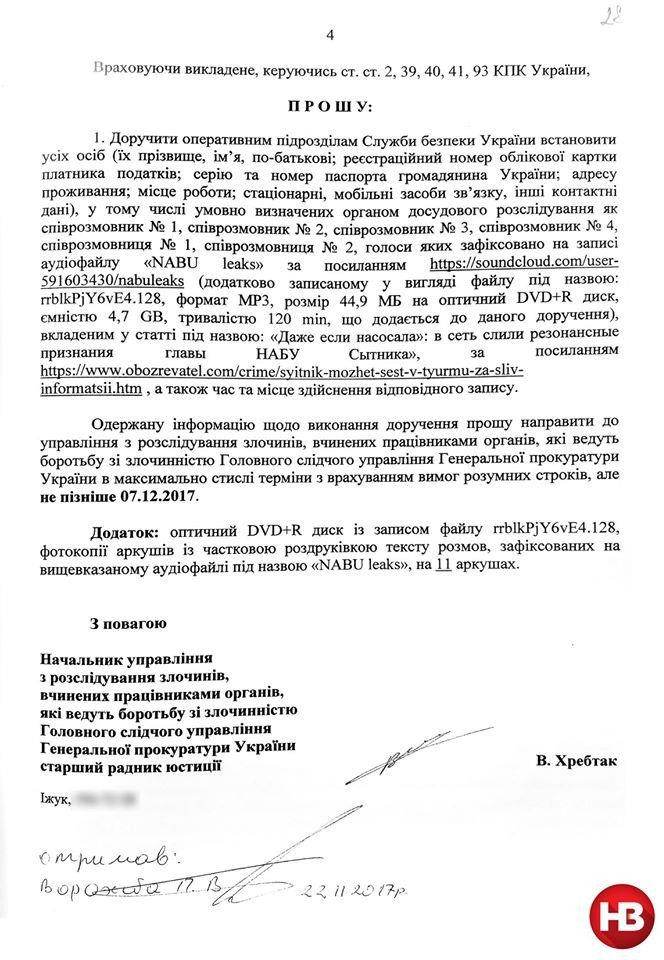 28
4
Враховуючи викладене, керуючись ст. ст. 2, 39, 40, 41, 93 КПК України,
П Р О Ш У:
1. Доручити оперативним підрозділам Служби безпеки України встановити
усіх осіб (їх прізвище, ім’я, по-батькові; реєстраційний номер облікової картки
платника податків; серію та номер паспорта громадянина України; адресу
проживання; місце роботи; стаціонарні, мобільні засоби зв’язку, інші контактні
дані), у тому числі умовно визначених органом досудового розслідування як
співрозмовник № 1, співрозмовник № 2, співрозмовник № 3, співрозмовник № 4,
співрозмовниця № 1, співрозмовиця № 2, голоси яких зафіксовано на записі
аудіофайлу «NABU leaks» за посиланням https://soundcloud.com/user-
591603430/nabuleaks (додатково записаному у вигляді файлу під назвою:
rrblkPjY6vE4.128, формат МР3, розмір 44,9 МБ на оптичний DVD+R диск,
ємністю 4,7 GB, тривалістю 120 min, що додається до даного доручення),
вкладеним у статті під назвою: «Даже если насосала»: в сеть слили резонансные
признания главы НАБУ Сытника», за посиланням
https://www.obozrevatel.com/crime/syitnik-mozhet-sest-v-tyurmu-za-sliv-
informatsii.htm , а також час та місце здійснення відповідного запису.
Одержану інформацію щодо виконання доручення прошу направити до
управління з розслідування злочинів, вчинених працівниками органів, які ведуть
боротьбу зі злочинністю Головного слідчого управління Генеральної прокуратури
України в максимально стислі терміни з врахуванням вимог розумних строків, але
не пізніше 07.12.2017.
Додаток: оптичний DVD+R диск із записом файлу rrblkPjY6vE4.128,
фотокопії аркушів із частковою роздруківкою тексту розмов, зафіксованих на
вищевказаному аудіофайлі під назвою «NABU leaks», на 11 аркушах.
З повагою
Начальник управління
з розслідування злочинів,
вчинених працівниками органів,
які ведуть боротьбу зі злочинністю
Головного слідчого управління
Генеральної прокуратури України
старший радник юстиції
В. Хребтак
Іжук,
отримав:
Ворожба П. В 22.11.2017р.
НВ